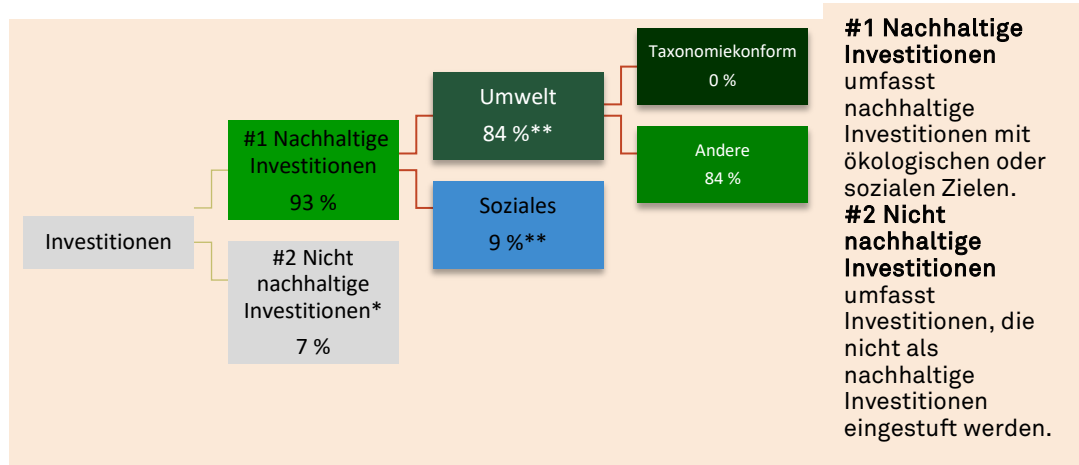 Investitionen
#1 Nachhaltige
Investitionen
93 %
#2 Nicht
nachhaltige
Investitionen*
7 %
Umwelt
84 %**
Soziales
9 %**
Taxonomiekonform
0 %
Andere
84 %
#1 Nachhaltige
Investitionen
umfasst
nachhaltige
Investitionen mit
ökologischen oder
sozialen Zielen.
#2 Nicht
nachhaltige
Investitionen
umfasst
Investitionen, die
nicht als
nachhaltige
Investitionen
eingestuft werden.